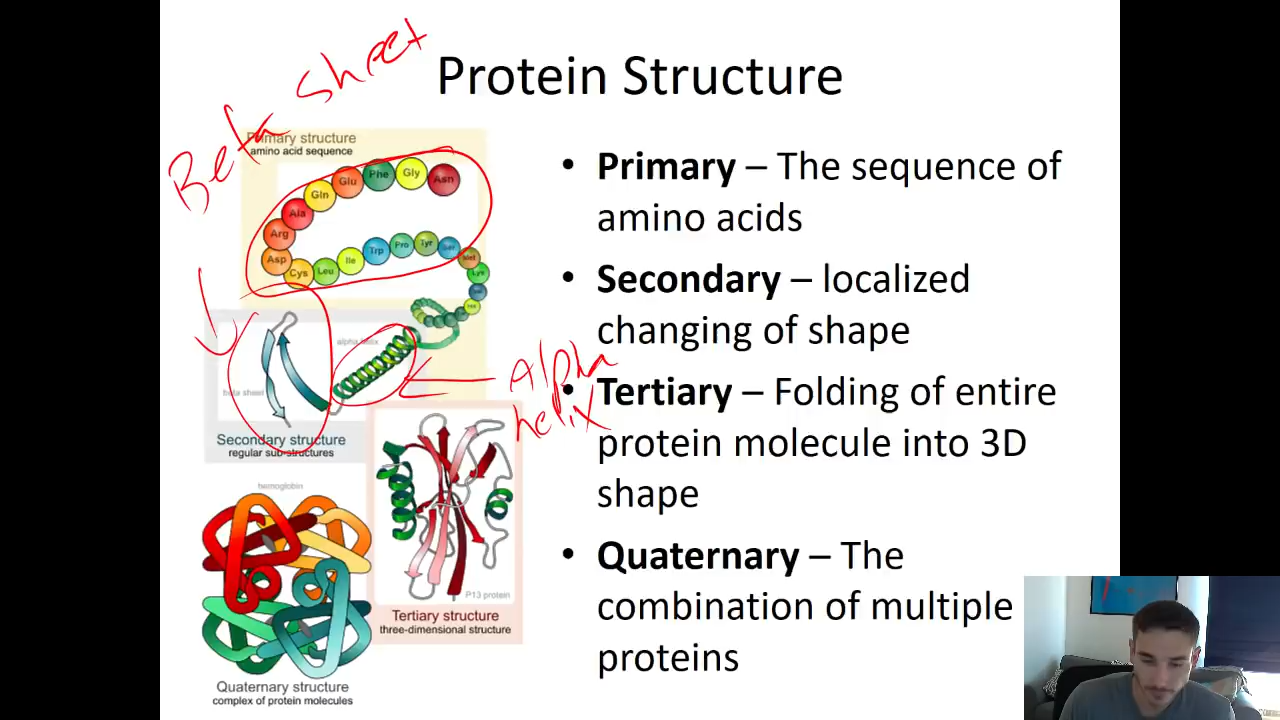 Beta Sheet
Protein Structure
Primary structure
amino acid sequence
Asn
Gly
Phe
Glu
Gln
Ala
Arg
Asp
Cys
Leu
Ile
Trp
Pro
Tyr
Ser
Met
Lys
alpha helix
beta sheet
Secondary structure
regular sub-structures
Alpha
helix
hemoglobin
P13 protein
Tertiary structure
three-dimensional structure
Quaternary structure
complex of protein molecules
• Primary – The sequence of
amino acids
• Secondary – localized
changing of shape
• Tertiary – Folding of entire
protein molecule into 3D
shape
• Quaternary – The
combination of multiple
proteins